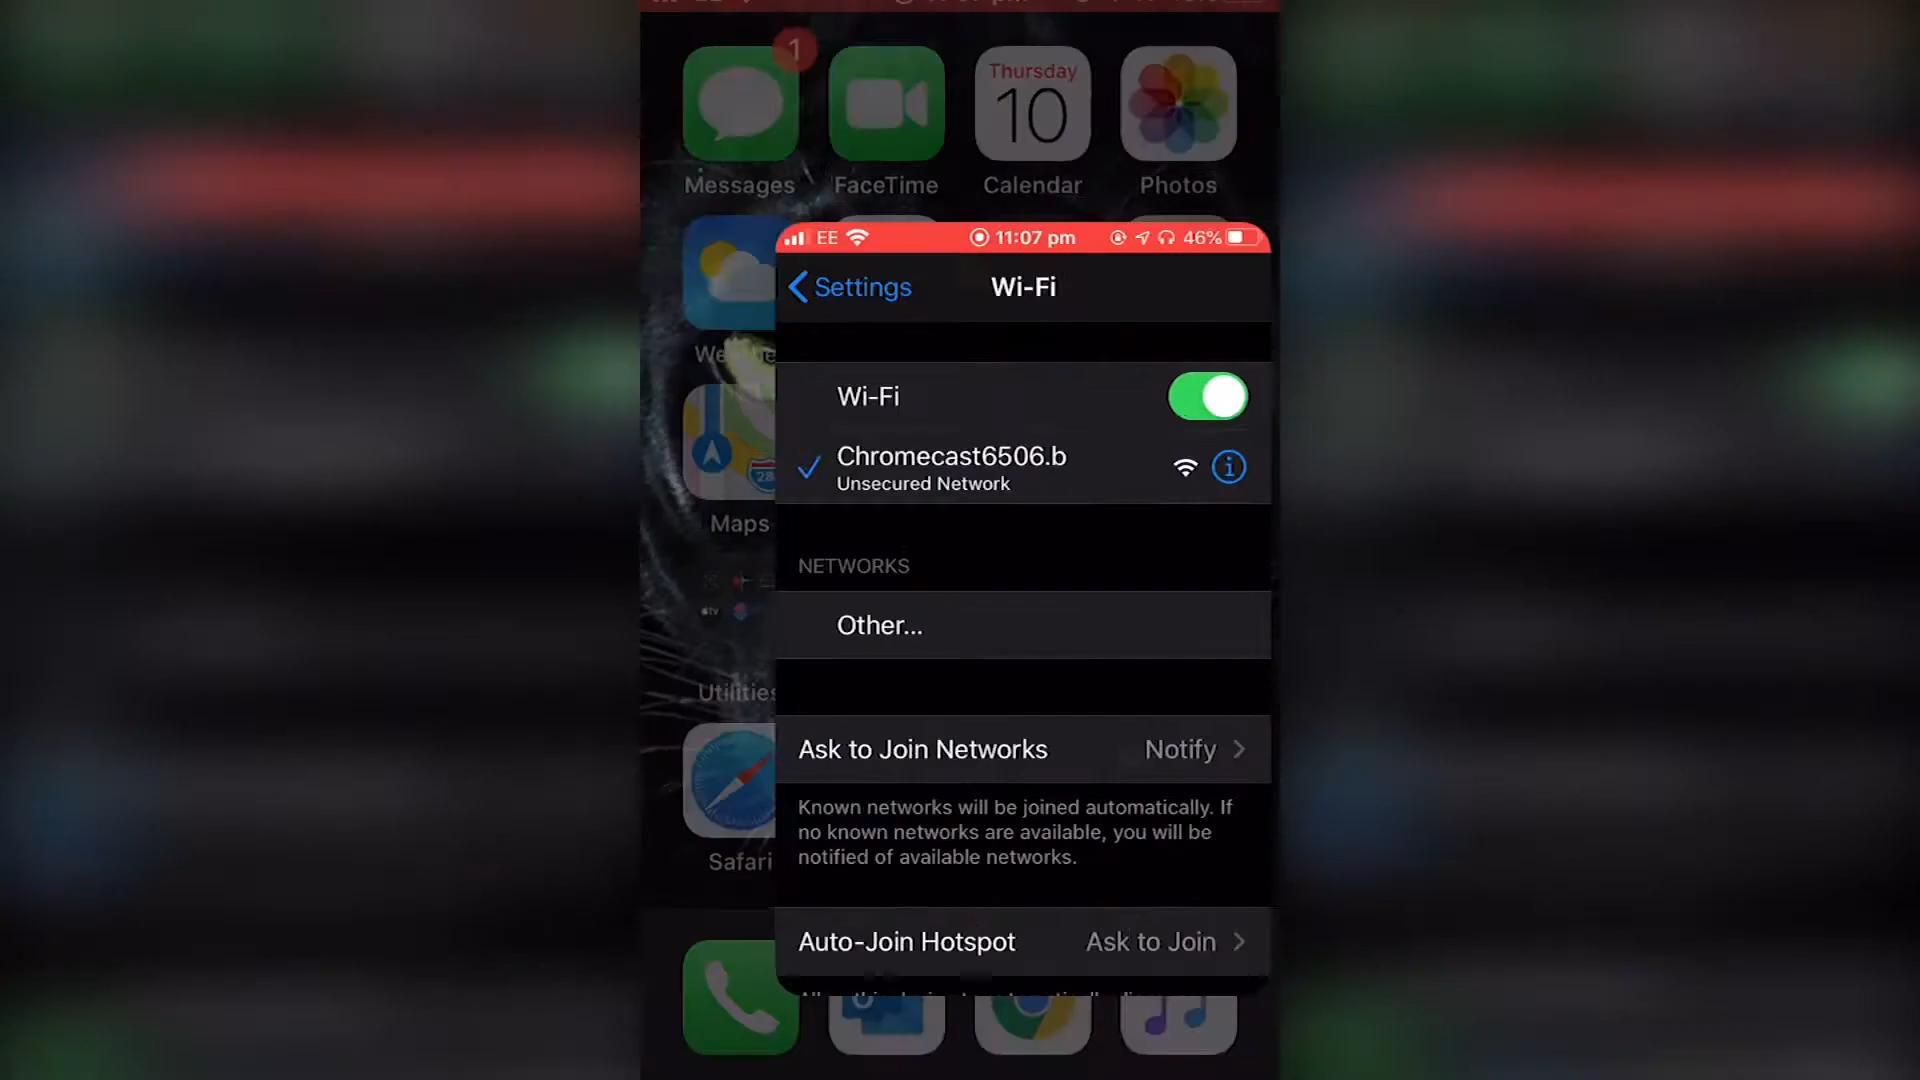 1
Thursday
10
Messages
FaceTime
Calendar
Photos
EE
11:07 pm
46%
Settings
Wi-Fi
Wi-Fi
Chromecast6506.b
Unsecured Network
NETWORKS
Other...
Ask to Join Networks
Notify
Known networks will be joined automatically. If
no known networks are available, you will be
notified of available networks.
Auto-Join Hotspot
Ask to Join
Maps
tv
Utilities
Safari